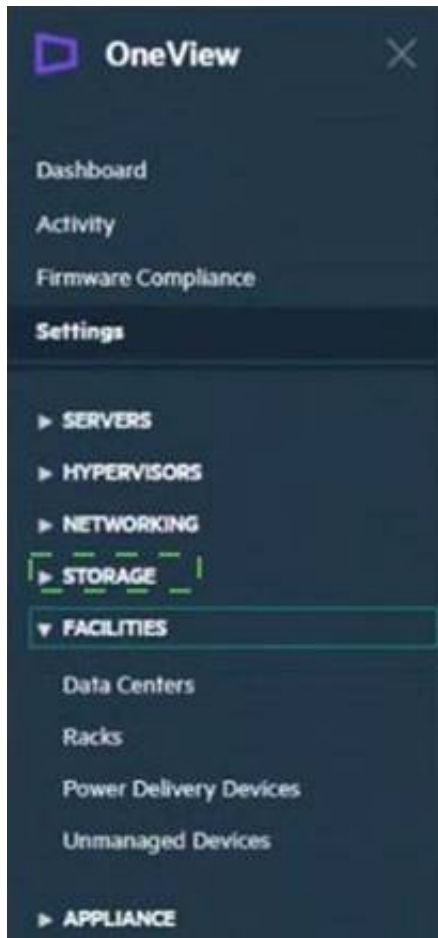 OneView
Dashboard
Activity
Firmware Compliance
Settings
SERVERS
HYPERVISORS
NETWORKING
STORAGE
FACILITIES
Data Centers
Racks
Power Delivery Devices
Unmanaged Devices
APPLIANCE